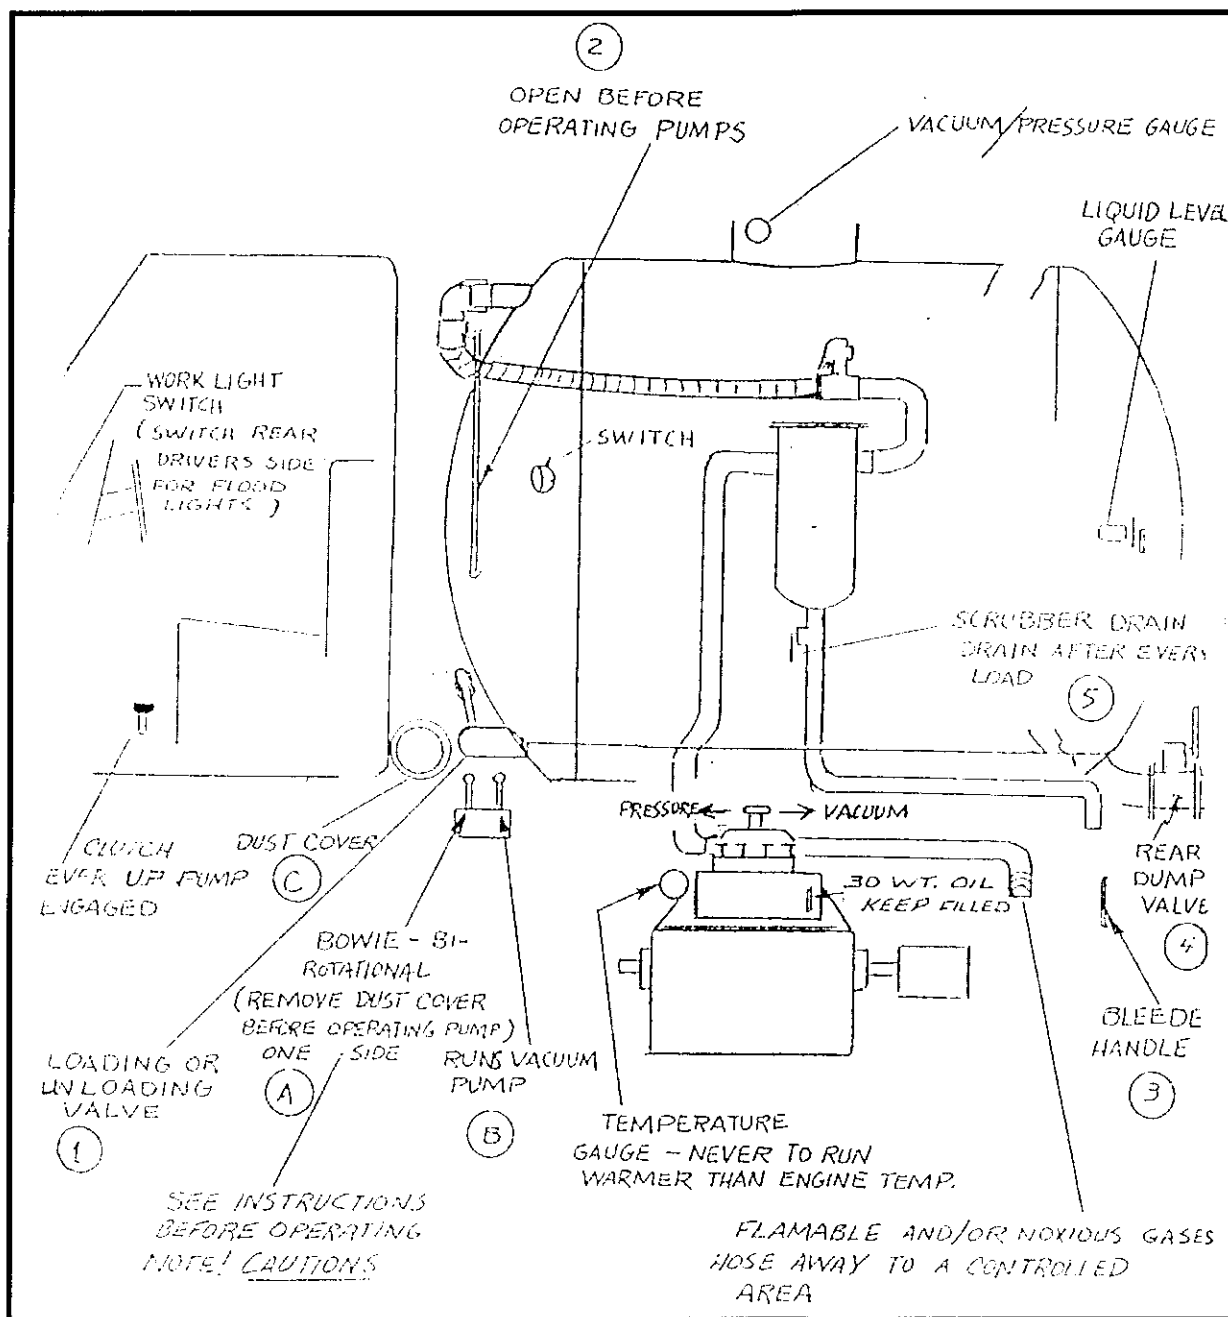 2
OPEN BEFORE
OPERATING PUMPS
VACUUM/PRESSURE GAUGE
LIQUID LEVEL
GAUGE
WORK LIGHT
SWITCH
(SWITCH REAR
DRIVERS SIDE
FOR FLOOD
LIGHTS)
SWITCH
SCRUBBER DRAIN
DRAIN AFTER EVERY
LOAD
5
PRESSURE
VACUUM
CLUTCH
EVER UP PUMP
ENGAGED
DUST COVER
C
30 WT. OIL
KEEP FILLED
REAR
DUMP
VALVE
4
BOWIE - BI-
ROTATIONAL
(REMOVE DUST COVER
BEFORE OPERATING PUMP)
ONE SIDE
A
RUNS VACUUM
PUMP
B
LOADING OR
UNLOADING
VALVE
1
BLEEDE
HANDLE
3
TEMPERATURE
GAUGE - NEVER TO RUN
WARMER THAN ENGINE TEMP.
SEE INSTRUCTIONS
BEFORE OPERATING
NOTE! CAUTIONS
FLAMABLE AND/OR NOXIOUS GASES
HOSE AWAY TO A CONTROLLED
AREA